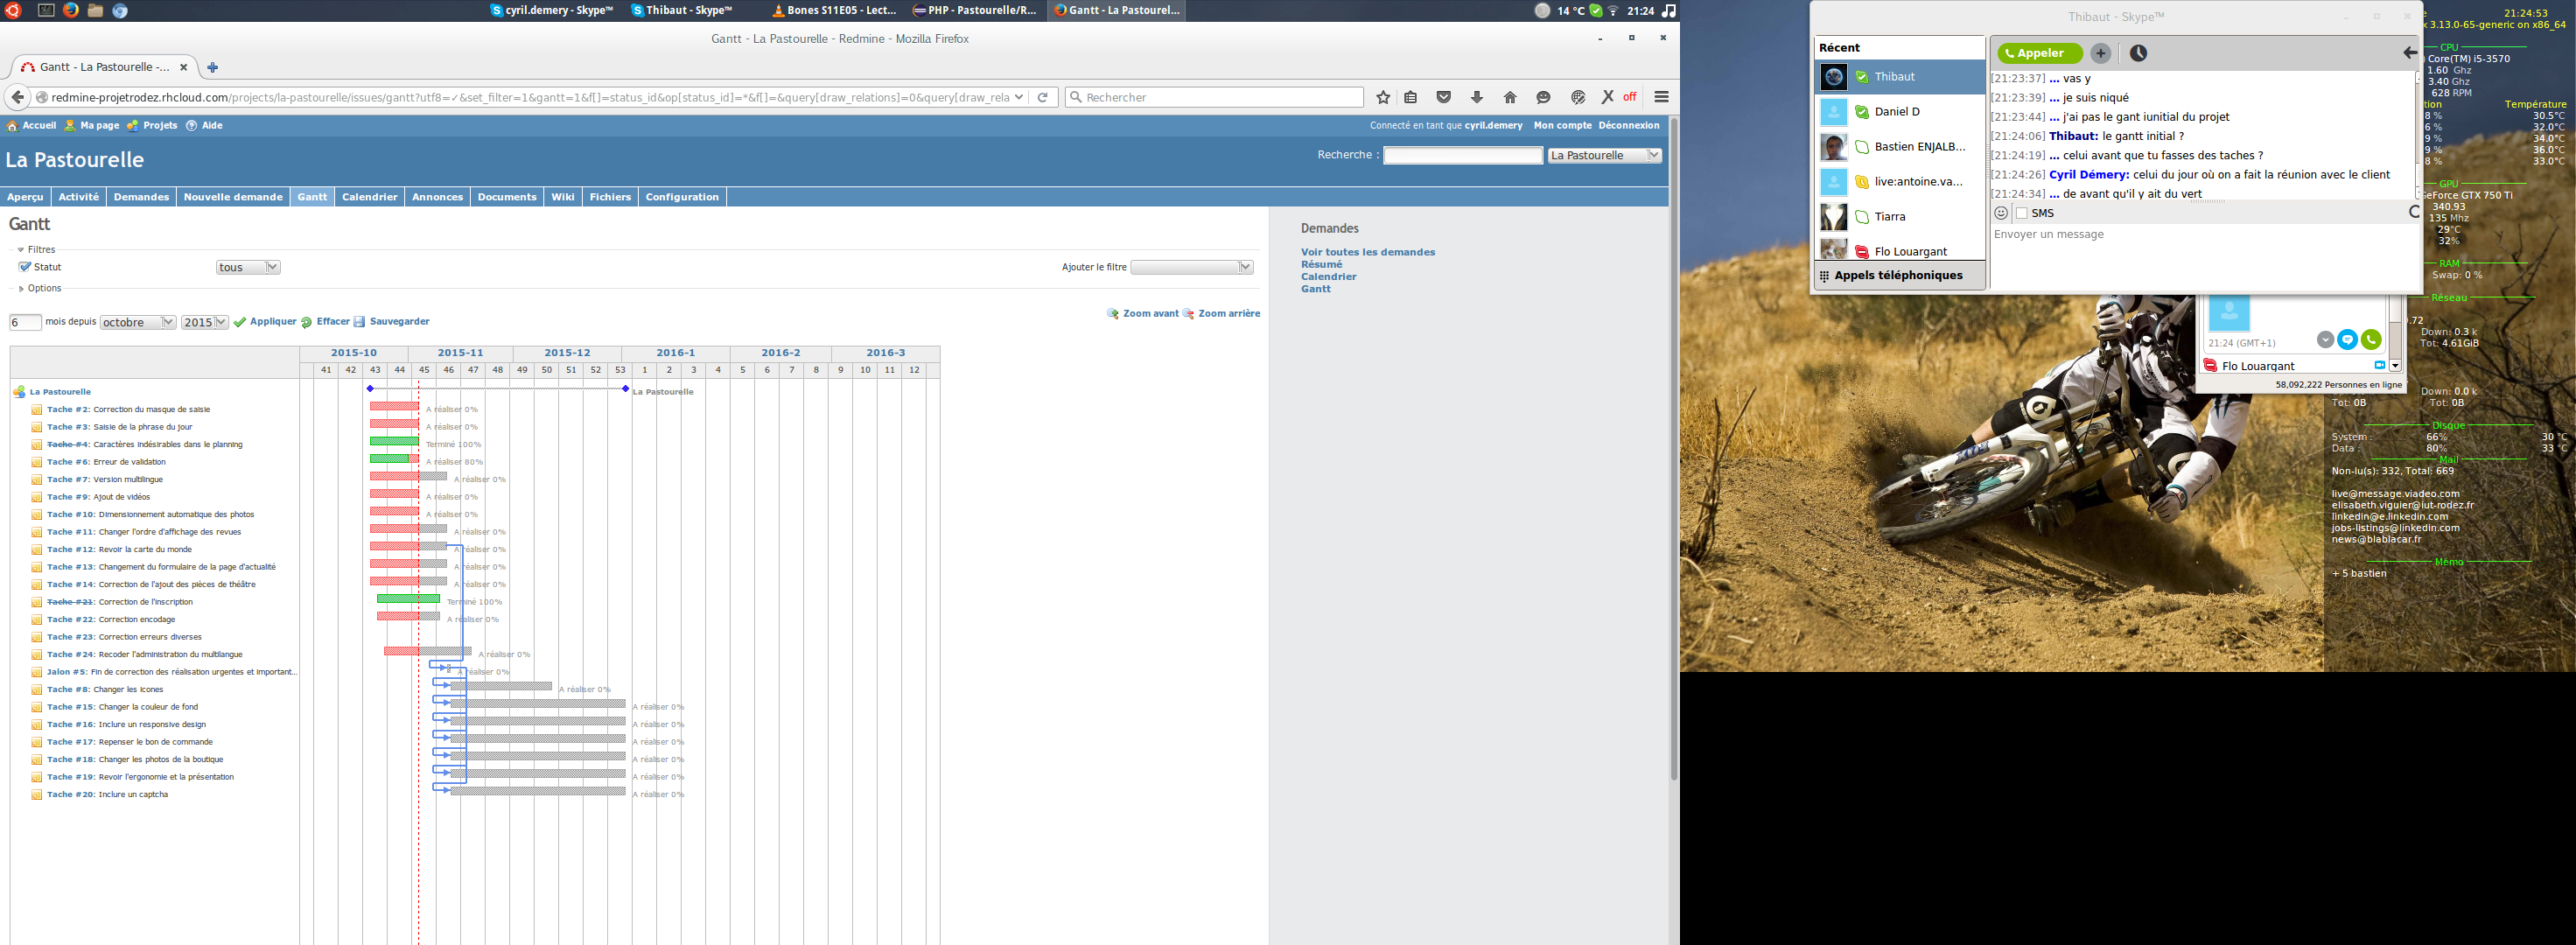 cyril.demery - Skype™
Thibaut - Skype™
Bones S11E05 - Lect...
PHP - Pastourelle/R...
Gantt - La Pastourel...
14 °C
21:24
Gantt - La Pastourelle - Redmine - Mozilla Firefox
Gantt - La Pastourelle -...
redmine-projetrodez.rhcloud.com/projects/la-pastourelle/issues/gantt?utf8=✓&set_filter=1&gantt=1&f[]=status_id&op[status_id]=*&f[]=&query[draw_relations]=0&query[draw_rela
Rechercher
off
Accueil Ma page Projets Aide
Connecté en tant que cyril.demery Mon compte Déconnexion
La Pastourelle
Recherche : La Pastourelle
Aperçu Activité Demandes Nouvelle demande Gantt Calendrier Annonces Documents Wiki Fichiers Configuration
Gantt
Filtres
Statut tous Ajouter le filtre
Options
6 mois depuis octobre 2015 Appliquer Effacer Sauvegarder
Zoom avant Zoom arrière
2015-10 2015-11 2015-12 2016-1 2016-2 2016-3
41 42 43 44 45 46 47 48 49 50 51 52 53 1 2 3 4 5 6 7 8 9 10 11 12
La Pastourelle La Pastourelle
Tache #2: Correction du masque de saisie A réaliser 0%
Tache #3: Saisie de la phrase du jour A réaliser 0%
Tache #4: Caractères indésirables dans le planning Terminé 100%
Tache #6: Erreur de validation A réaliser 80%
Tache #7: Version multilingue A réaliser 0%
Tache #9: Ajout de vidéos A réaliser 0%
Tache #10: Dimensionnement automatique des photos A réaliser 0%
Tache #11: Changer l'ordre d'affichage des revues A réaliser 0%
Tache #12: Revoir la carte du monde A réaliser 0%
Tache #13: Changement du formulaire de la page d'actualité A réaliser 0%
Tache #14: Correction de l'ajout des pièces de théâtre A réaliser 0%
Tache #21: Correction de l'inscription Terminé 100%
Tache #22: Correction encodage A réaliser 0%
Tache #23: Correction erreurs diverses
Tache #24: Recoder l'administration du multilangue A réaliser 0%
Jalon #5: Fin de correction des réalisation urgentes et important... A réaliser 0%
Tache #8: Changer les icones A réaliser 0%
Tache #15: Changer la couleur de fond A réaliser 0%
Tache #16: Inclure un responsive design A réaliser 0%
Tache #17: Repenser le bon de commande A réaliser 0%
Tache #18: Changer les photos de la boutique A réaliser 0%
Tache #19: Revoir l'ergonomie et la présentation A réaliser 0%
Tache #20: Inclure un captcha A réaliser 0%
Demandes
Voir toutes les demandes
Résumé
Calendrier
Gantt
Thibaut - Skype™
Récent
Thibaut
Daniel D
Bastien ENJALB...
live:antoine.va...
Tiarra
Flo Louargant
Appels téléphoniques
Appeler
[21:23:37] ... vas y
[21:23:39] ... je suis niqué
[21:23:44] ... j'ai pas le gant iunitial du projet
[21:24:06] Thibaut: le gantt initial ?
[21:24:19] ... celui avant que tu fasses des taches ?
[21:24:26] Cyril Démery: celui du jour où on a fait la réunion avec le client
[21:24:34] ... de avant qu'il y ait du vert
SMS
Envoyer un message
21:24 (GMT+1)
Flo Louargant
58,092,222 Personnes en ligne
21:24:53
3.13.0-65-generic on x86_64
CPU
Core(TM) i5-3570
1.60 Ghz
3.40 Ghz
628 RPM
tion Température
8 % 30.5°C
6 % 32.0°C
9 % 34.0°C
9 % 36.0°C
8 % 33.0°C
GPU
GeForce GTX 750 Ti
340.93
135 Mhz
29°C
32%
RAM
Swap: 0 %
Réseau
.72
Down: 0.3 k
Tot: 4.61GiB
Down: 0.0 k
Tot: 0B Tot: 0B
Disque
System : 66% 30 °C
Data : 80% 33 °C
Mail
Non-lu(s): 332, Total: 669
live@message.viadeo.com
elisabeth.viguier@iut-rodez.fr
linkedin@e.linkedin.com
jobs-listings@linkedin.com
news@blablacar.fr
Mémo
+ 5 bastien